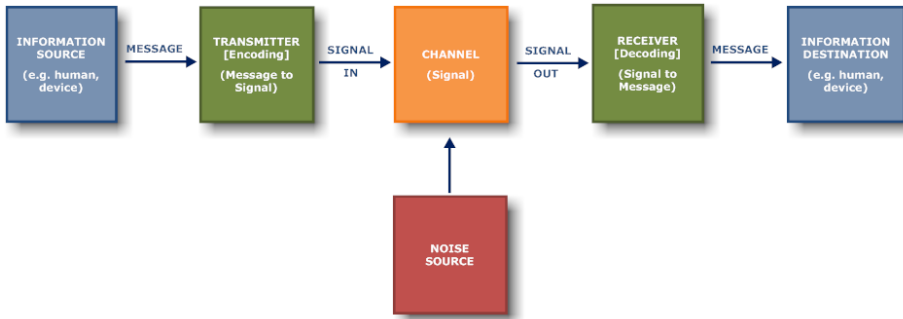 INFORMATION
SOURCE
(e.g. human,
device)
MESSAGE
TRANSMITTER
[Encoding]
(Message to
Signal)
SIGNAL
IN
CHANNEL
(Signal)
SIGNAL
OUT
RECEIVER
[Decoding]
(Signal to
Message)
MESSAGE
INFORMATION
DESTINATION
(e.g. human,
device)
NOISE
SOURCE